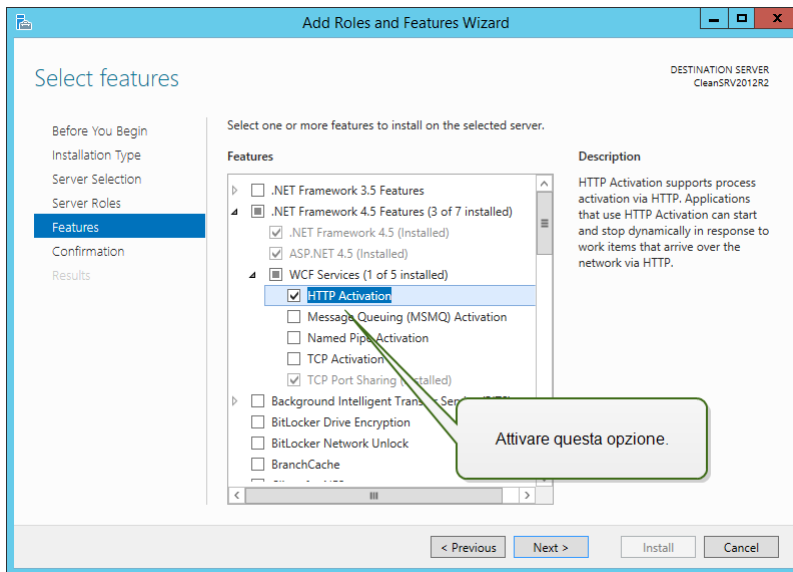 Add Roles and Features Wizard
Select features
DESTINATION SERVER
CleanSRV2012R2
Before You Begin
Installation Type
Server Selection
Server Roles
Features
Confirmation
Results
Select one or more features to install on the selected server.
Features
.NET Framework 3.5 Features
.NET Framework 4.5 Features (3 of 7 installed)
.NET Framework 4.5 (Installed)
ASP.NET 4.5 (Installed)
WCF Services (1 of 5 installed)
HTTP Activation
Message Queuing (MSMQ) Activation
Named Pipe Activation
TCP Activation
TCP Port Sharing (Installed)
Background Intelligent Transfer
BitLocker Drive Encryption
BitLocker Network Unlock
BranchCache
Description
HTTP Activation supports process
activation via HTTP. Applications
that use HTTP Activation can start
and stop dynamically in response to
work items that arrive over the
network via HTTP.
Attivare questa opzione.
< Previous
Next >
Install
Cancel